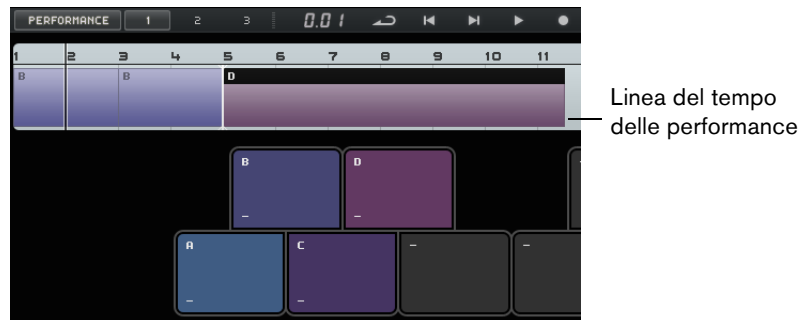 PERFORMANCE 1 2 3 0.0 1
1 2 3 4 5 6 7 8 9 10 11
B B D
Linea del tempo
delle performance
B D
– –
A C – –
– –